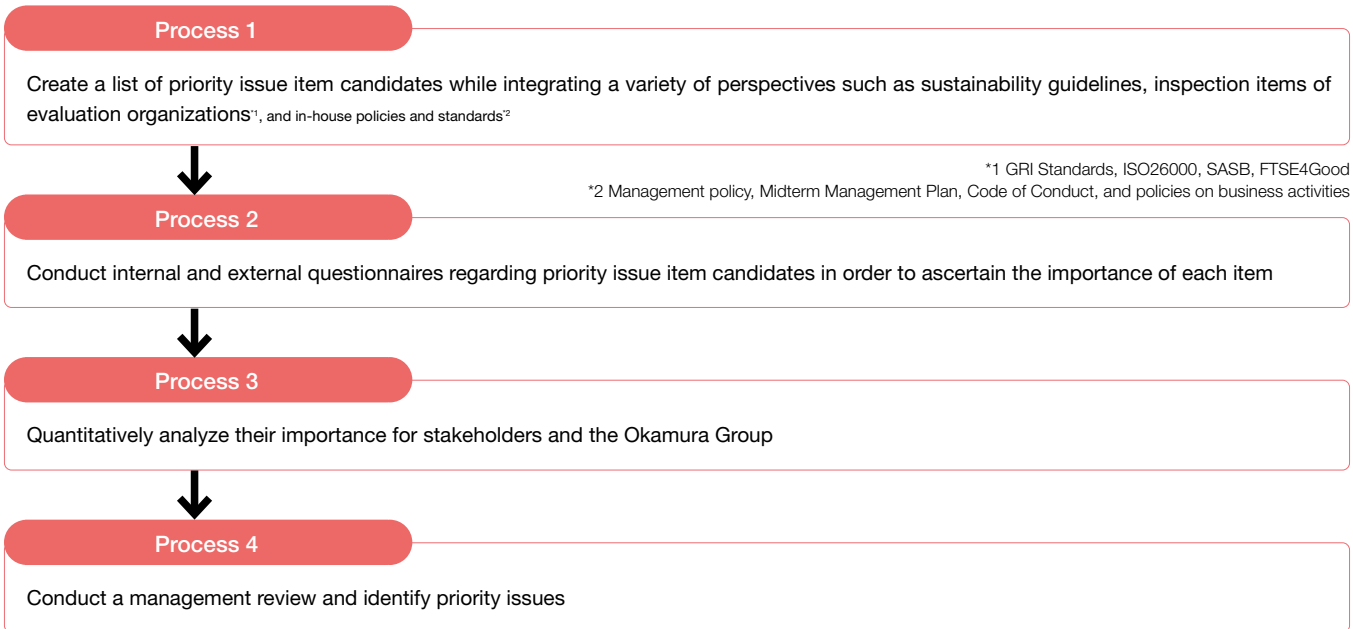 Process 1
Create a list of priority issue item candidates while integrating a variety of perspectives such as sustainability guidelines, inspection items of
evaluation organizations*1, and in-house policies and standards*2
*1 GRI Standards, ISO26000, SASB, FTSE4Good
*2 Management policy, Midterm Management Plan, Code of Conduct, and policies on business activities
Process 2
Conduct internal and external questionnaires regarding priority issue item candidates in order to ascertain the importance of each item
Process 3
Quantitatively analyze their importance for stakeholders and the Okamura Group
Process 4
Conduct a management review and identify priority issues